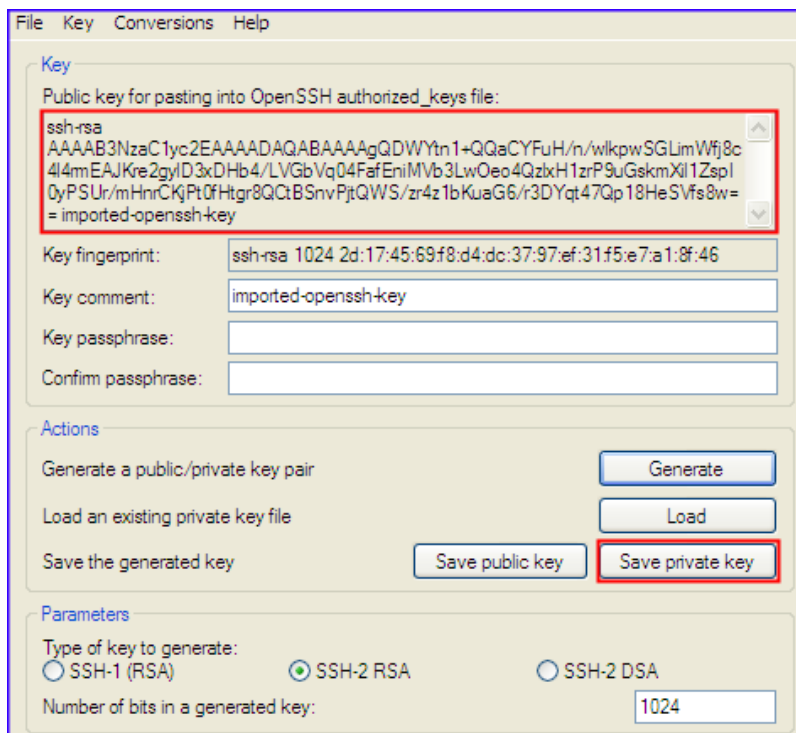 File Key Conversions Help
Key
Public key for pasting into OpenSSH authorized_keys file:
ssh-rsa
AAAAB3NzaC1yc2EAAAADAQABAAAAgQDWYtn1+QQaCYFuH/n/wlkpwSGLimWfj8c
4l4mEAJKre2gylD3xDHb4/LVGbVq04FafEniMVb3LwOeo4QzlxH1zrP9uGskmXil1Zspl
0yPSUr/mHnrCKjPt0fHtgr8QCtBSnvPjtQWS/zr4z1bKuaG6/r3DYqt47Qp18HeSVfs8w=
= imported-openssh-key
Key fingerprint: ssh-rsa 1024 2d:17:45:69:f8:d4:dc:37:97:ef:31:f5:e7:a1:8f:46
Key comment: imported-openssh-key
Key passphrase:
Confirm passphrase:
Actions
Generate a public/private key pair Generate
Load an existing private key file Load
Save the generated key Save public key Save private key
Parameters
Type of key to generate:
SSH-1 (RSA) SSH-2 RSA SSH-2 DSA
Number of bits in a generated key: 1024